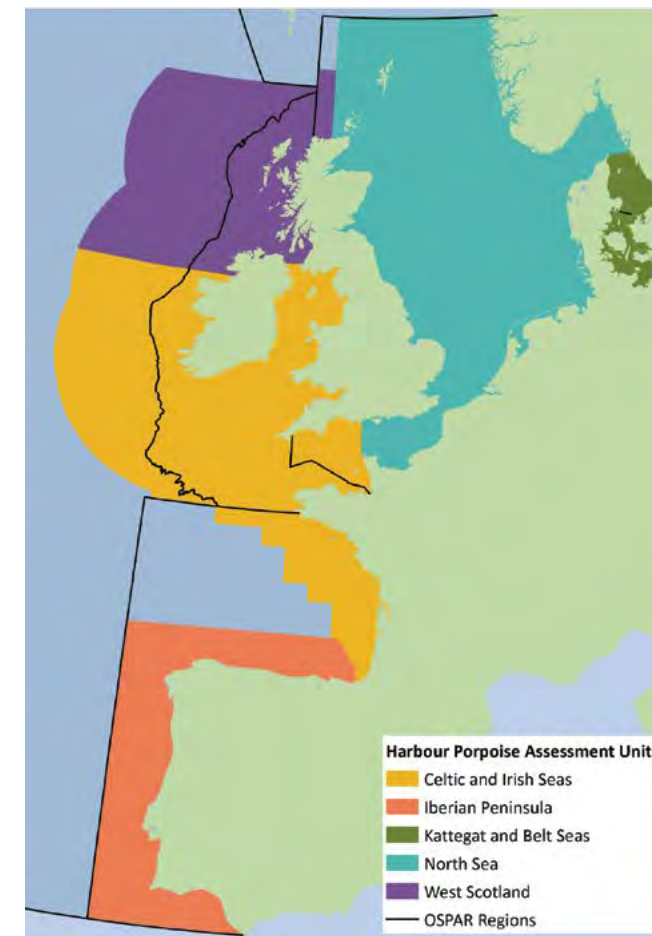 Harbour Porpoise Assessment Unit
Celtic and Irish Seas
Iberian Peninsula
Kattegat and Belt Seas
North Sea
West Scotland
OSPAR Regions